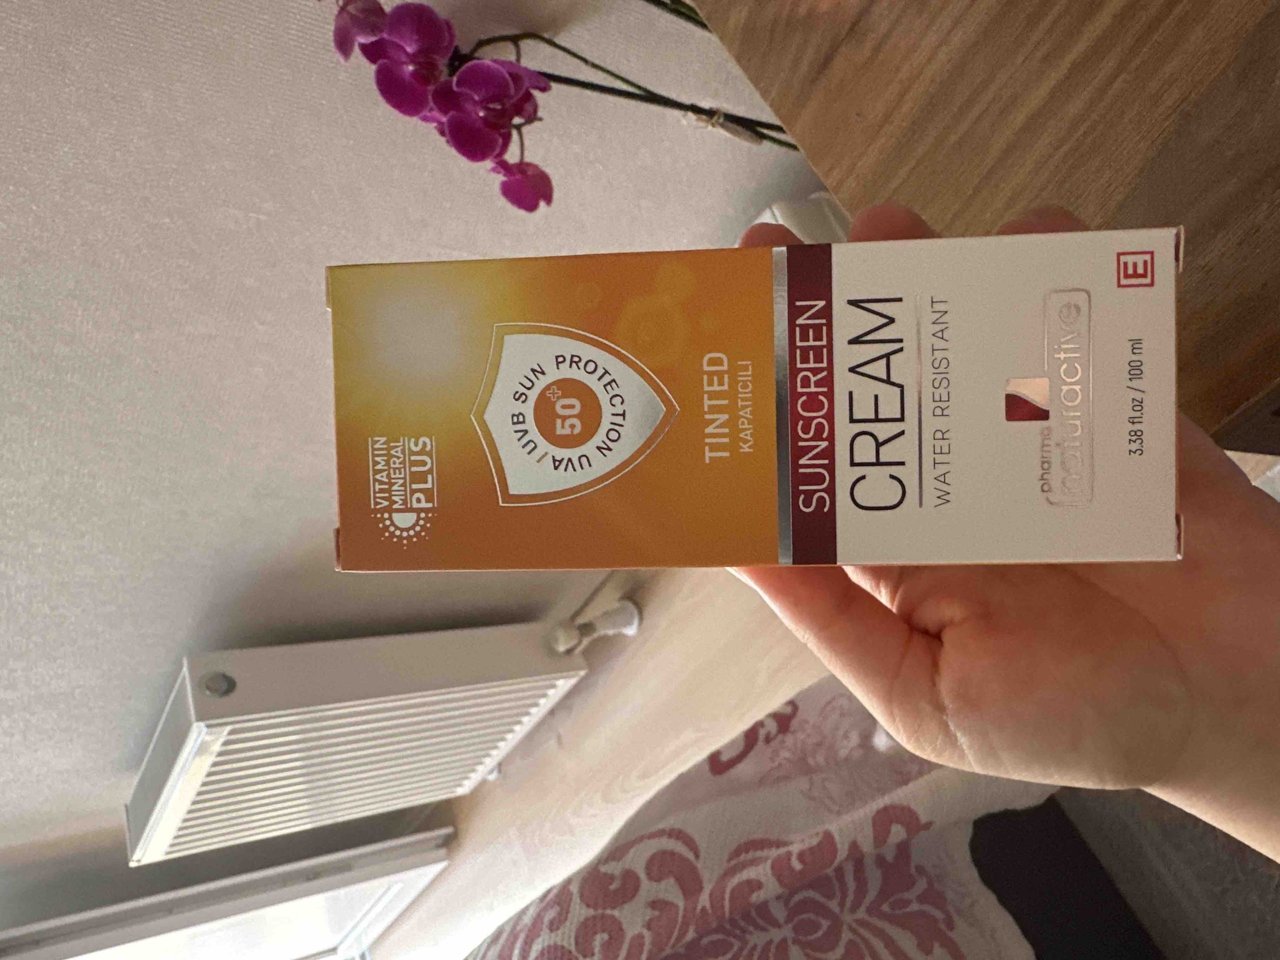 VITAMIN
MINERAL
PLUS
UVA / UVB SUN PROTECTION
50+
TINTED
KAPATICILI
SUNSCREEN
CREAM
WATER RESISTANT
pharma
naturactive
3.38 fl.oz / 100 ml
E